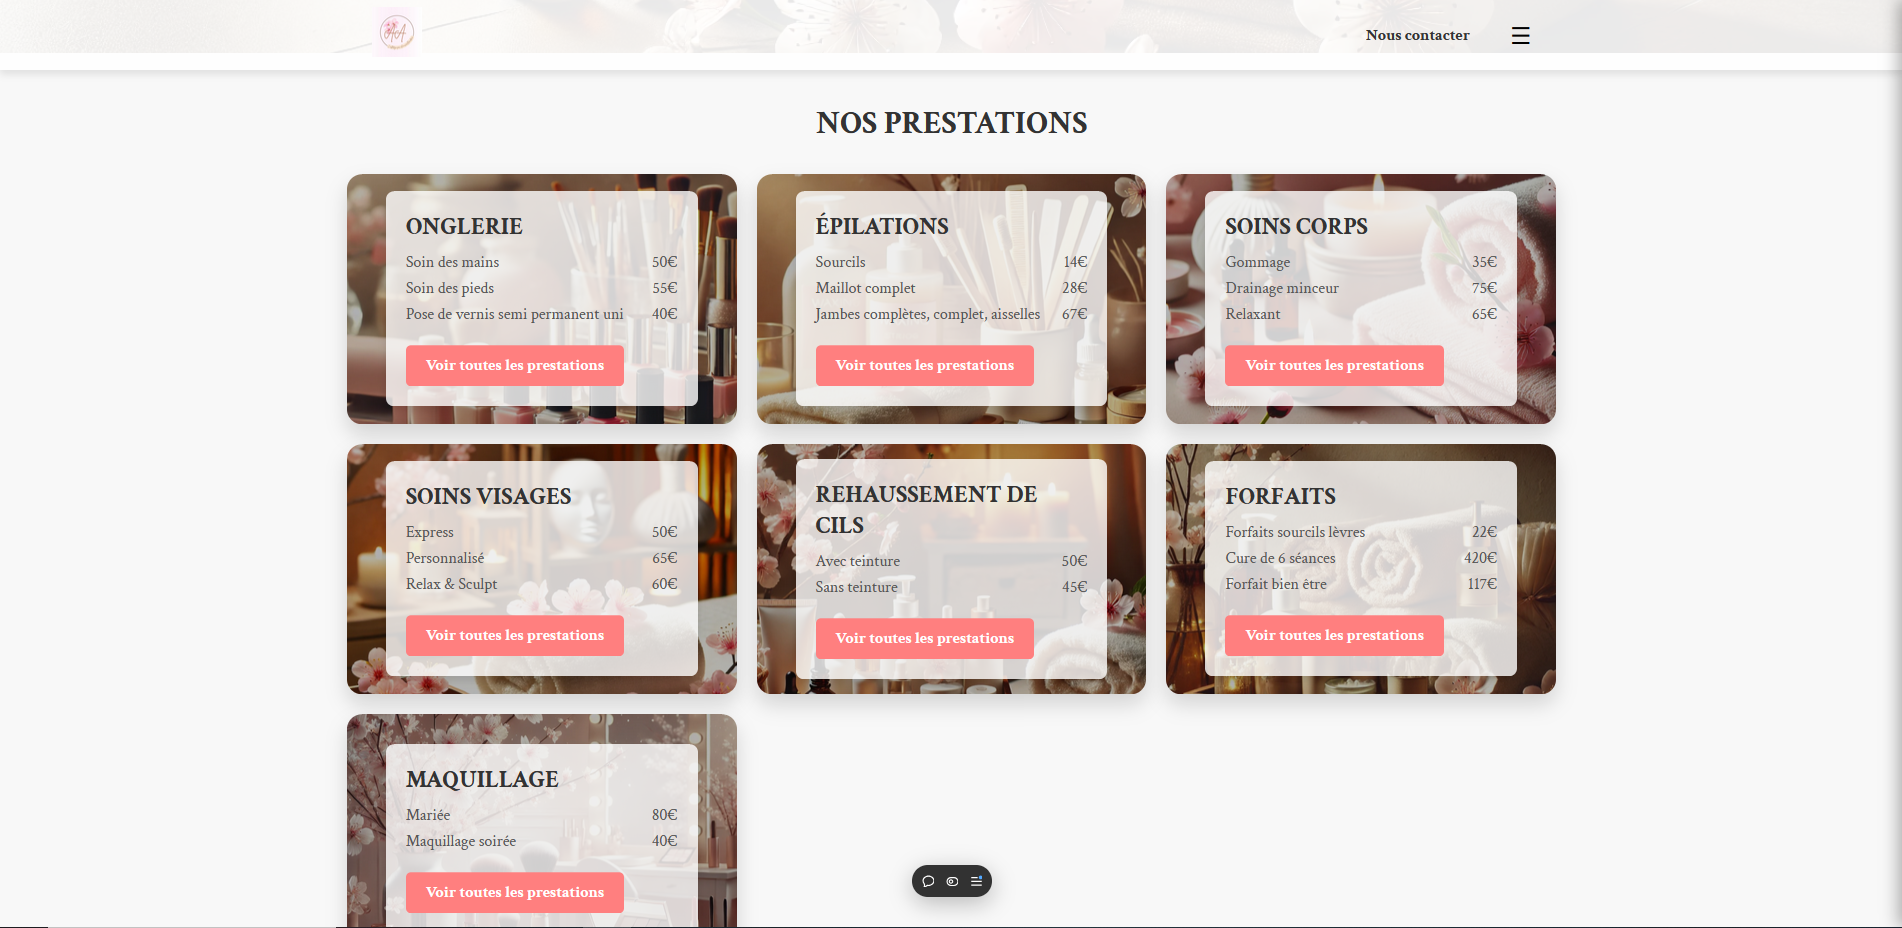 AcA
Nous contacter
NOS PRESTATIONS
ONGLERIE
Soin des mains 50€
Soin des pieds 55€
Pose de vernis semi permanent uni 40€
Voir toutes les prestations
ÉPILATIONS
Sourcils 14€
Maillot complet 28€
Jambes complètes, complet, aisselles 67€
Voir toutes les prestations
SOINS CORPS
Gommage 35€
Drainage minceur 75€
Relaxant 65€
Voir toutes les prestations
SOINS VISAGES
Express 50€
Personnalisé 65€
Relax & Sculpt 60€
Voir toutes les prestations
REHAUSSEMENT DE
CILS
Avec teinture 50€
Sans teinture 45€
Voir toutes les prestations
FORFAITS
Forfaits sourcils lèvres 22€
Cure de 6 séances 420€
Forfait bien être 117€
Voir toutes les prestations
MAQUILLAGE
Mariée 80€
Maquillage soirée 40€
Voir toutes les prestations